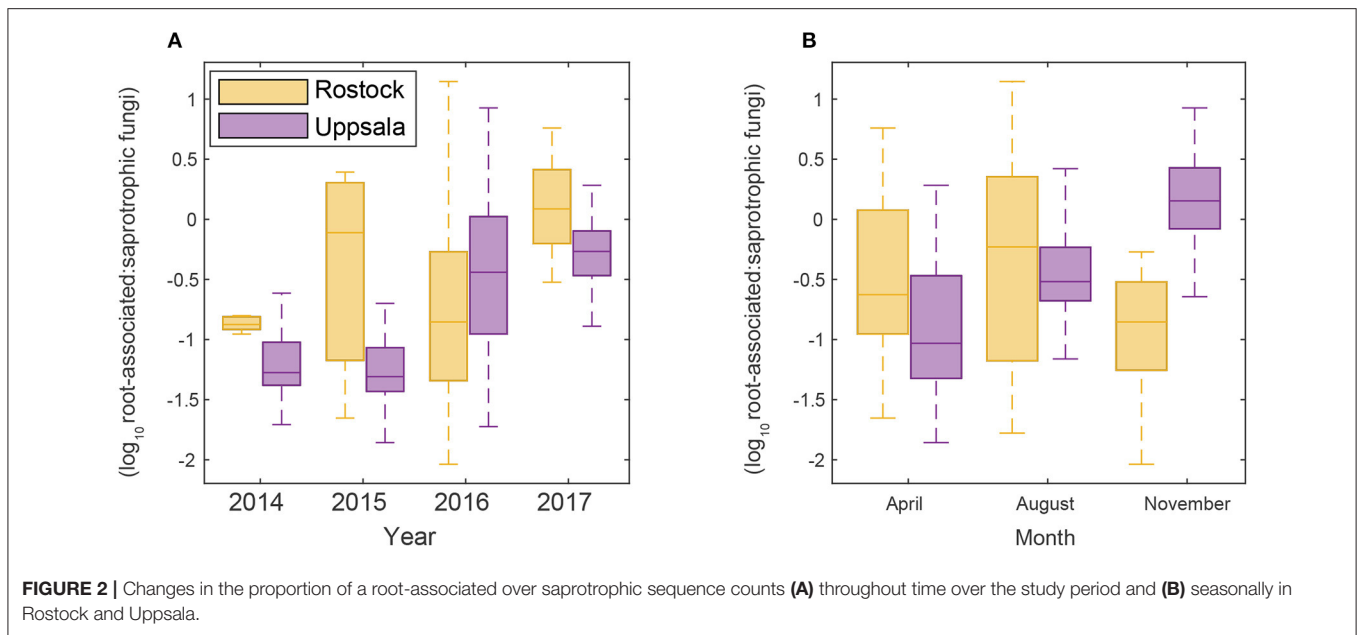 A
(log10 root-associated:saprotrophic fungi)
1
0.5
0
-0.5
-1
-1.5
-2
Rostock
Uppsala
2014 2015 2016 2017
Year
B
(log10 root-associated:saprotrophic fungi)
1
0.5
0
-0.5
-1
-1.5
-2
April August November
Month
FIGURE 2 | Changes in the proportion of a root-associated over saprotrophic sequence counts (A) throughout time over the study period and (B) seasonally in
Rostock and Uppsala.